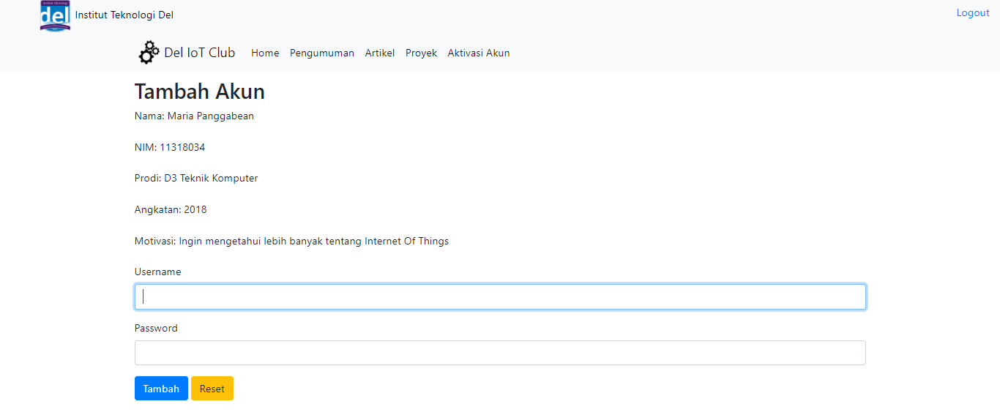 del
Institut Teknologi Del
Logout
Del IoT Club Home Pengumuman Artikel Proyek Aktivasi Akun
Tambah Akun
Nama: Maria Panggabean
NIM: 11318034
Prodi: D3 Teknik Komputer
Angkatan: 2018
Motivasi: Ingin mengetahui lebih banyak tentang Internet Of Things
Username
Password
Tambah Reset